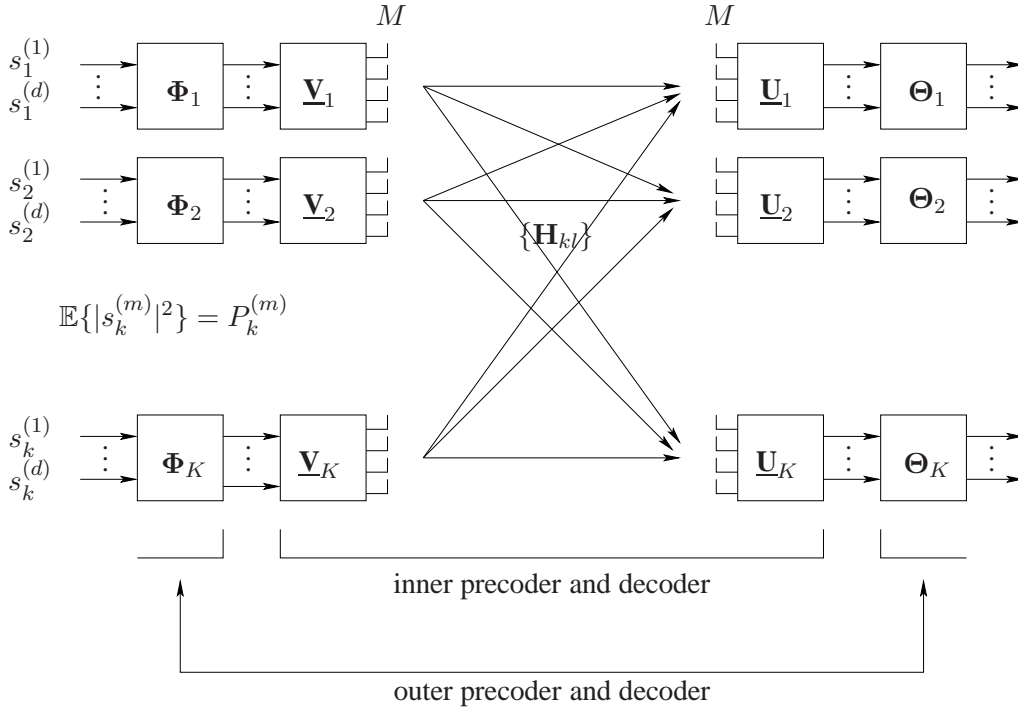 M M
s_1^{(1)}
⋮ Φ_1 ⋮ V_1 U_1 ⋮ Θ_1 ⋮
s_1^{(d)}
s_2^{(1)}
⋮ Φ_2 ⋮ V_2 U_2 ⋮ Θ_2 ⋮
s_2^{(d)}
{H_{kl}}
𝔼{|s_k^{(m)}|^2} = P_k^{(m)}
s_k^{(1)}
⋮ Φ_K ⋮ V_K U_K ⋮ Θ_K ⋮
s_k^{(d)}
inner precoder and decoder
outer precoder and decoder